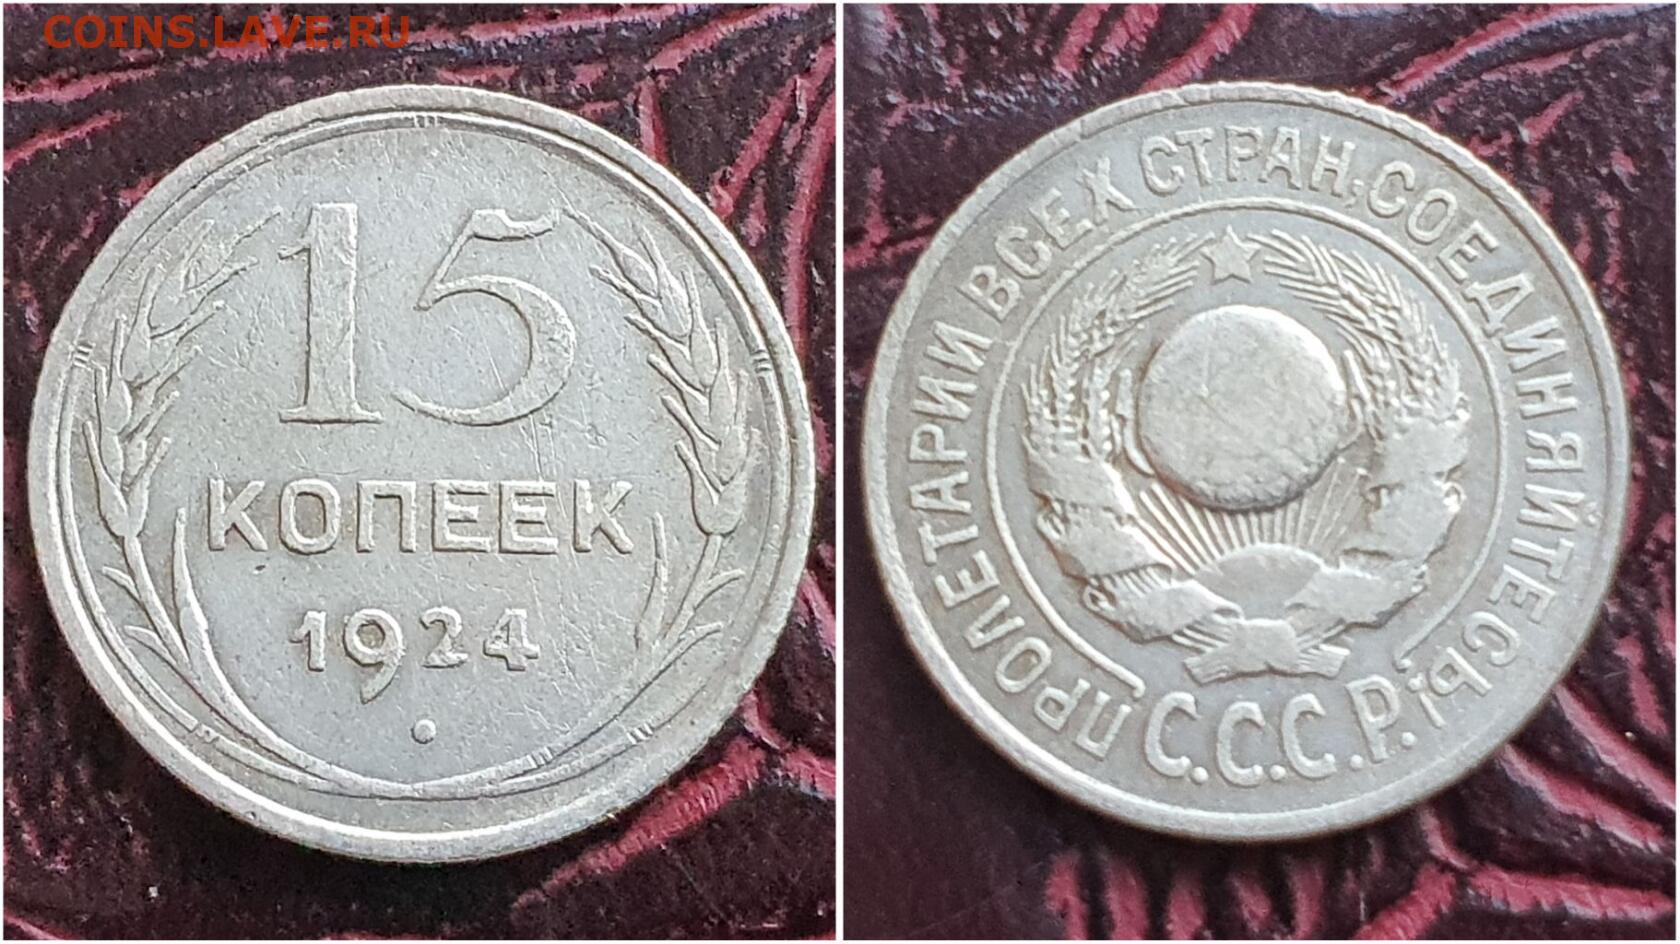 COINS.LAVE.RU
15
КОПЕЕК
1924
ПРОЛЕТАРИИ ВСЕХ СТРАН, СОЕДИНЯЙТЕСЬ!
С.С.С.Р.